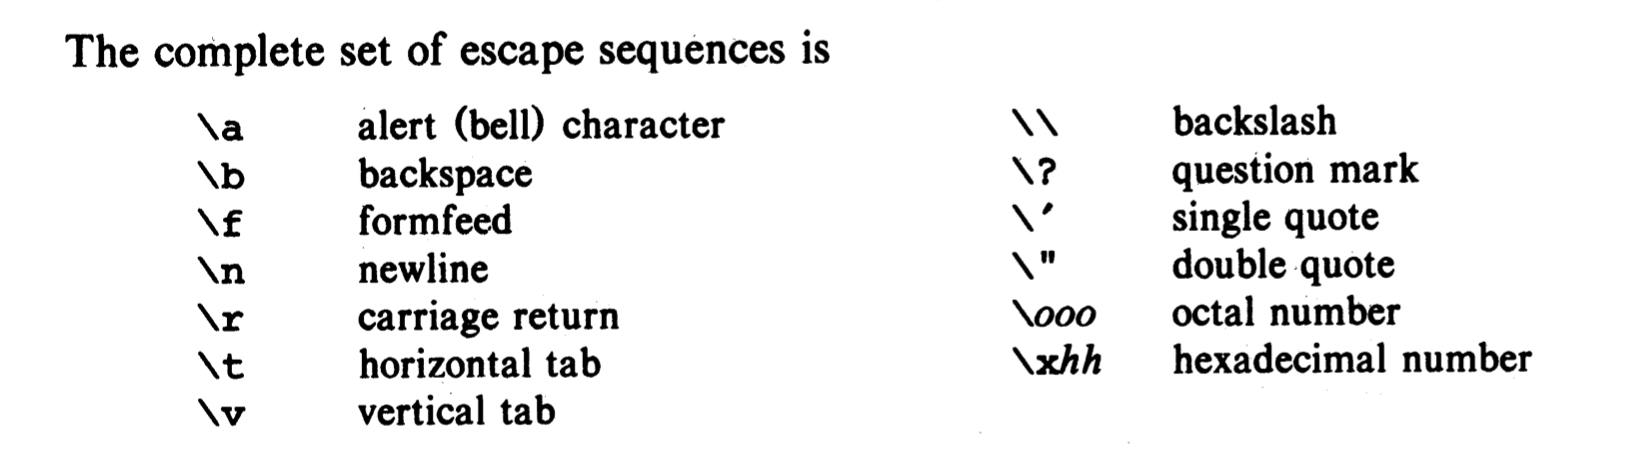 The complete set of escape sequences is
\a alert (bell) character \\ backslash
\b backspace \? question mark
\f formfeed \' single quote
\n newline \" double quote
\r carriage return \ooo octal number
\t horizontal tab \xhh hexadecimal number
\v vertical tab